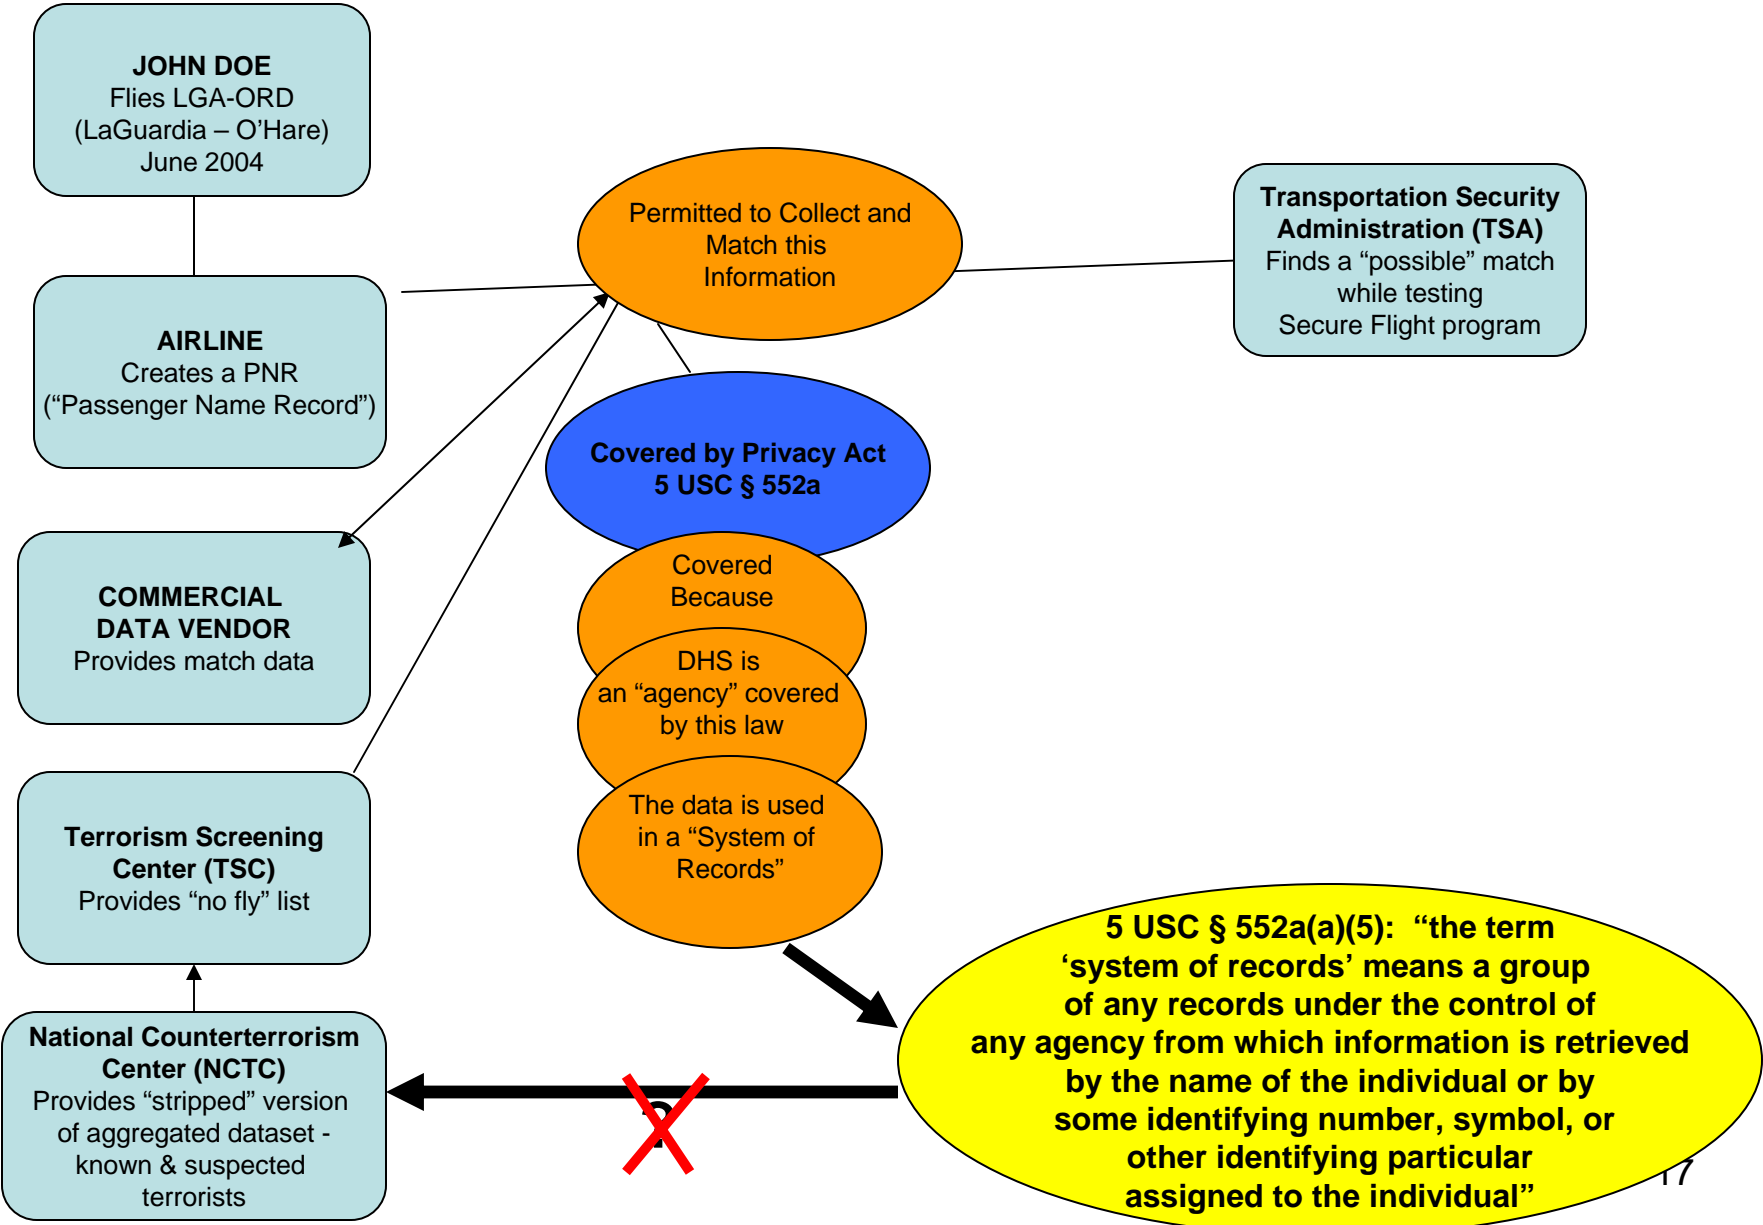 JOHN DOE
Flies LGA-ORD
(LaGuardia – O’Hare)
June 2004
AIRLINE
Creates a PNR
(“Passenger Name Record”)
COMMERCIAL
DATA VENDOR
Provides match data
Terrorism Screening
Center (TSC)
Provides “no fly” list
National Counterterrorism
Center (NCTC)
Provides “stripped” version
of aggregated dataset -
known & suspected
terrorists
Permitted to Collect and
Match this
Information
Transportation Security
Administration (TSA)
Finds a “possible” match
while testing
Secure Flight program
Covered by Privacy Act
5 USC § 552a
Covered
Because
DHS is
an “agency” covered
by this law
The data is used
in a “System of
Records”
5 USC § 552a(a)(5): “the term
‘system of records’ means a group
of any records under the control of
any agency from which information is retrieved
by the name of the individual or by
some identifying number, symbol, or
other identifying particular
assigned to the individual”
?
17